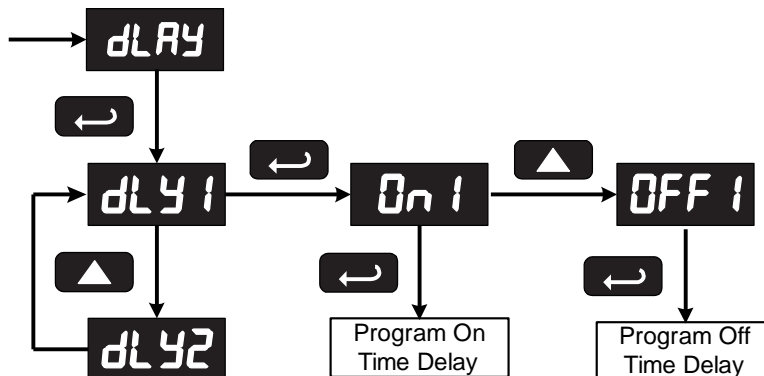 dLAY
dLY1
On1
OFF1
dLY2
Program On
Time Delay
Program Off
Time Delay